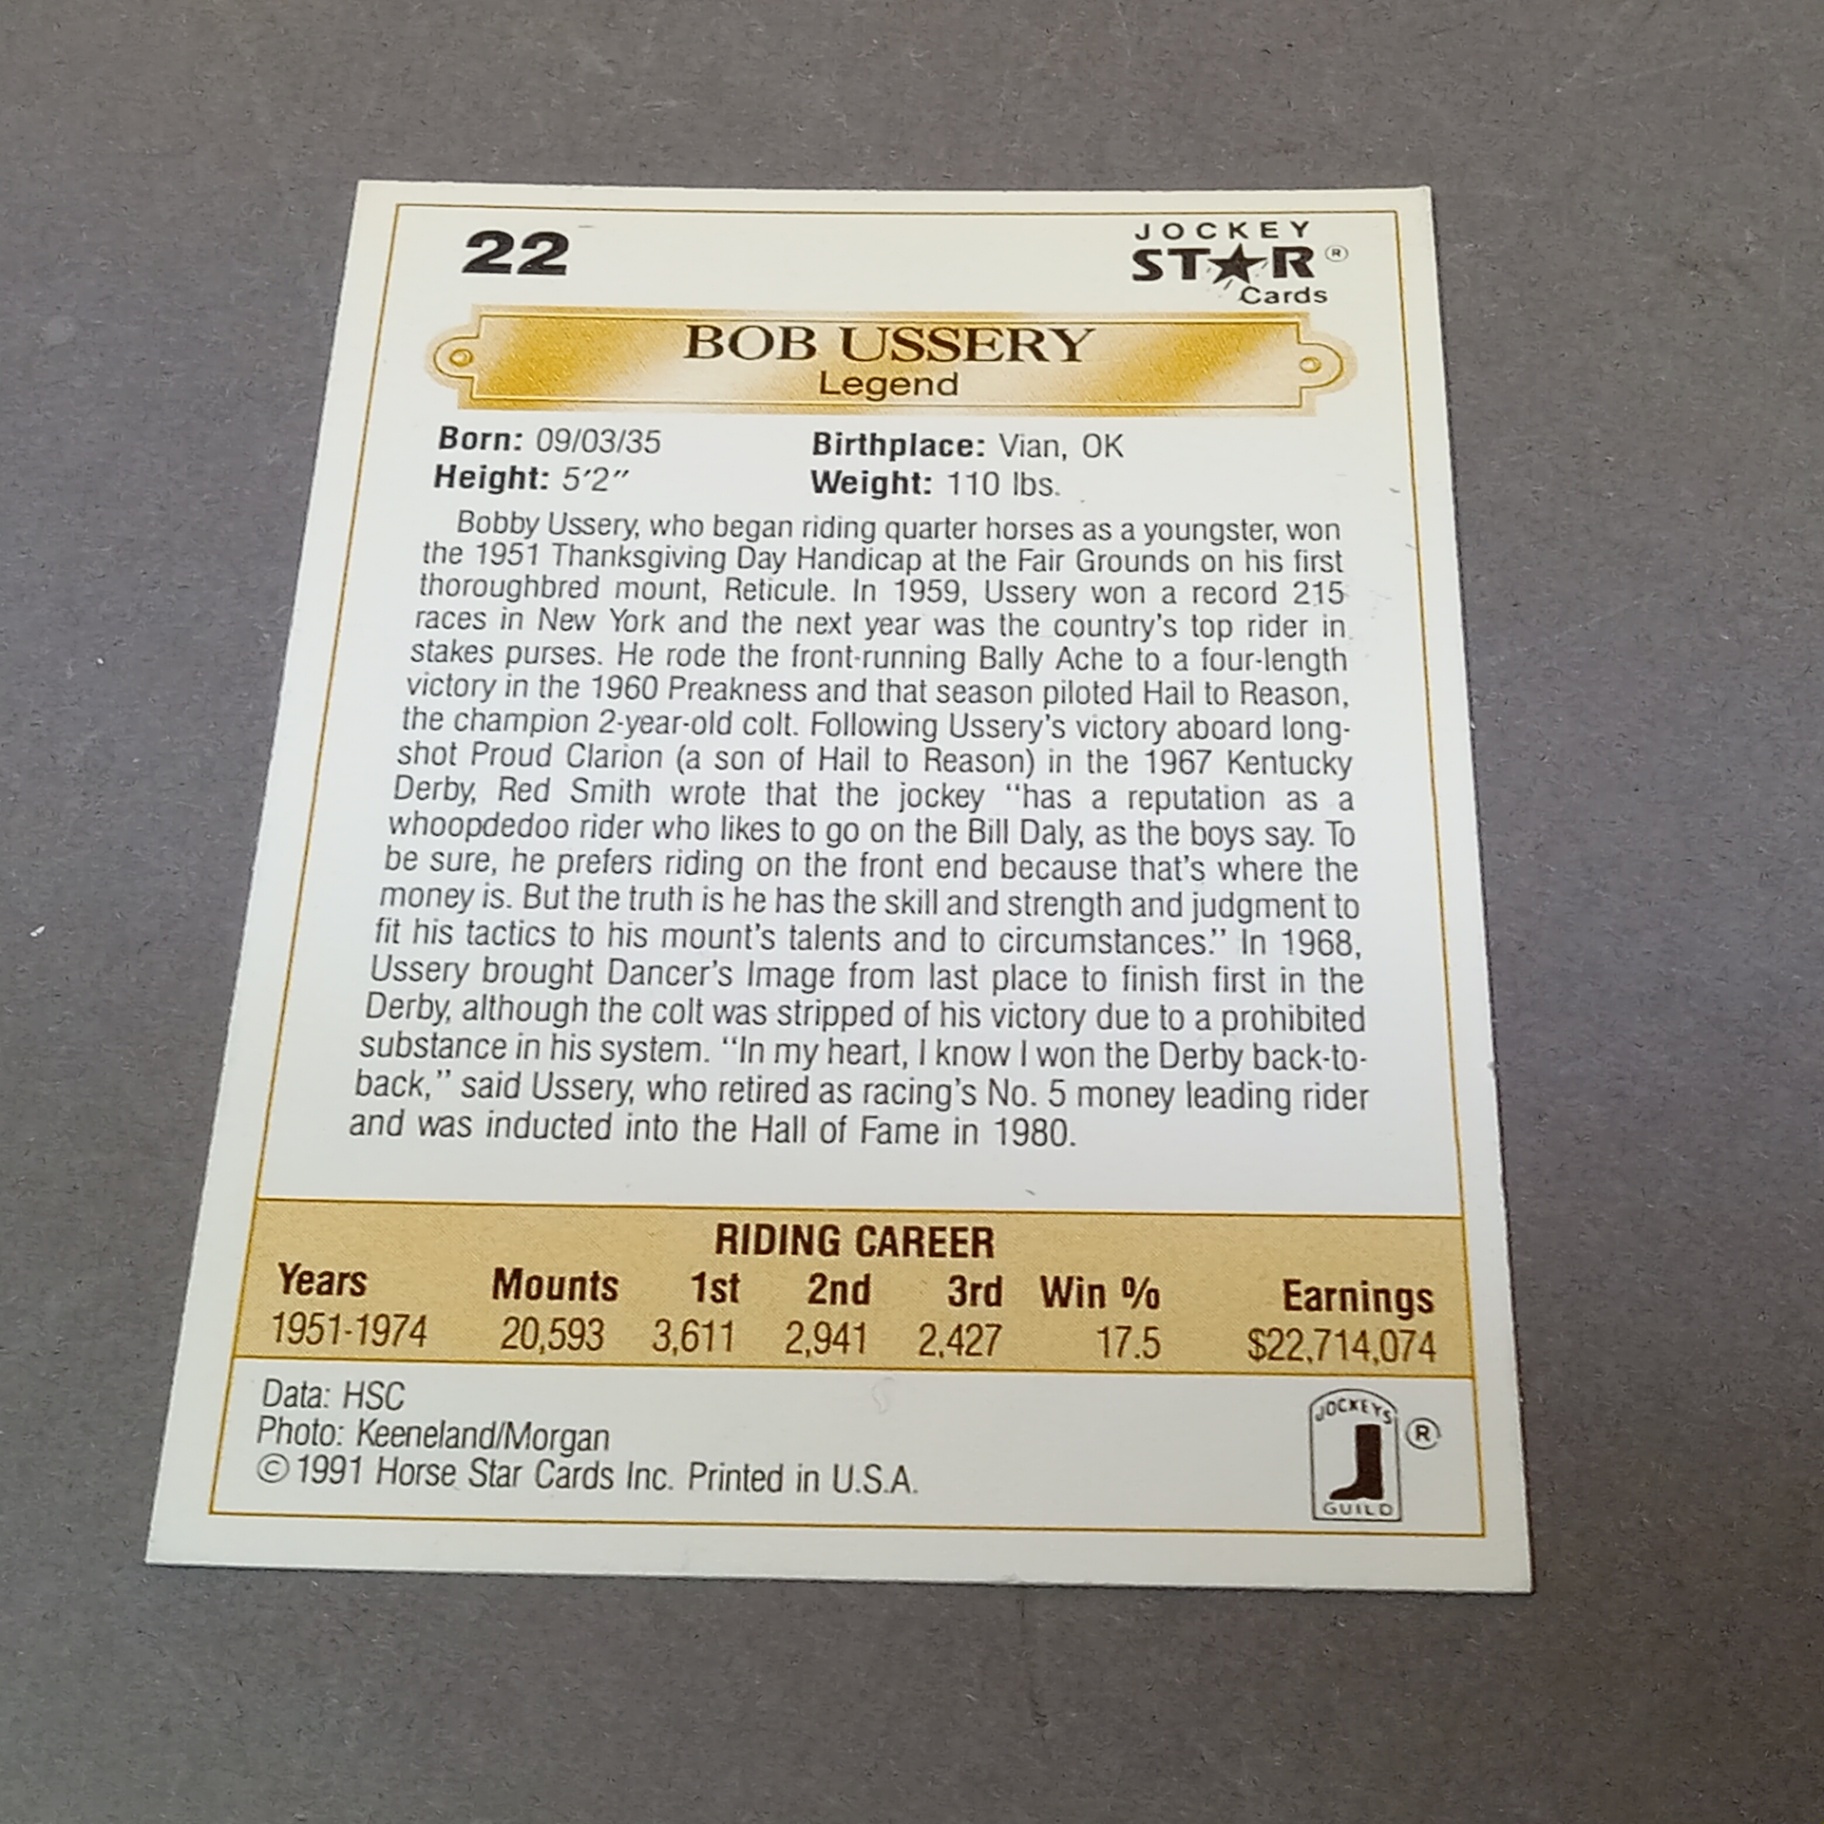 22
JOCKEY
STAR ®
Cards
BOB USSERY
Legend
Born: 09/03/35 Birthplace: Vian, OK
Height: 5'2" Weight: 110 lbs.
Bobby Ussery, who began riding quarter horses as a youngster, won
the 1951 Thanksgiving Day Handicap at the Fair Grounds on his first
thoroughbred mount, Reticule. In 1959, Ussery won a record 215
races in New York and the next year was the country's top rider in
stakes purses. He rode the front-running Bally Ache to a four-length
victory in the 1960 Preakness and that season piloted Hail to Reason,
the champion 2-year-old colt. Following Ussery's victory aboard long-
shot Proud Clarion (a son of Hail to Reason) in the 1967 Kentucky
Derby, Red Smith wrote that the jockey "has a reputation as a
whoopdedoo rider who likes to go on the Bill Daly, as the boys say. To
be sure, he prefers riding on the front end because that's where the
money is. But the truth is he has the skill and strength and judgment to
fit his tactics to his mount's talents and to circumstances." In 1968,
Ussery brought Dancer's Image from last place to finish first in the
Derby, although the colt was stripped of his victory due to a prohibited
substance in his system. "In my heart, I know I won the Derby back-to-
back," said Ussery, who retired as racing's No. 5 money leading rider
and was inducted into the Hall of Fame in 1980.
RIDING CAREER
Years Mounts 1st 2nd 3rd Win % Earnings
1951-1974 20,593 3,611 2,941 2,427 17.5 $22,714,074
Data: HSC
Photo: Keeneland/Morgan
© 1991 Horse Star Cards Inc. Printed in U.S.A.
JOCKEYS
GUILD
®